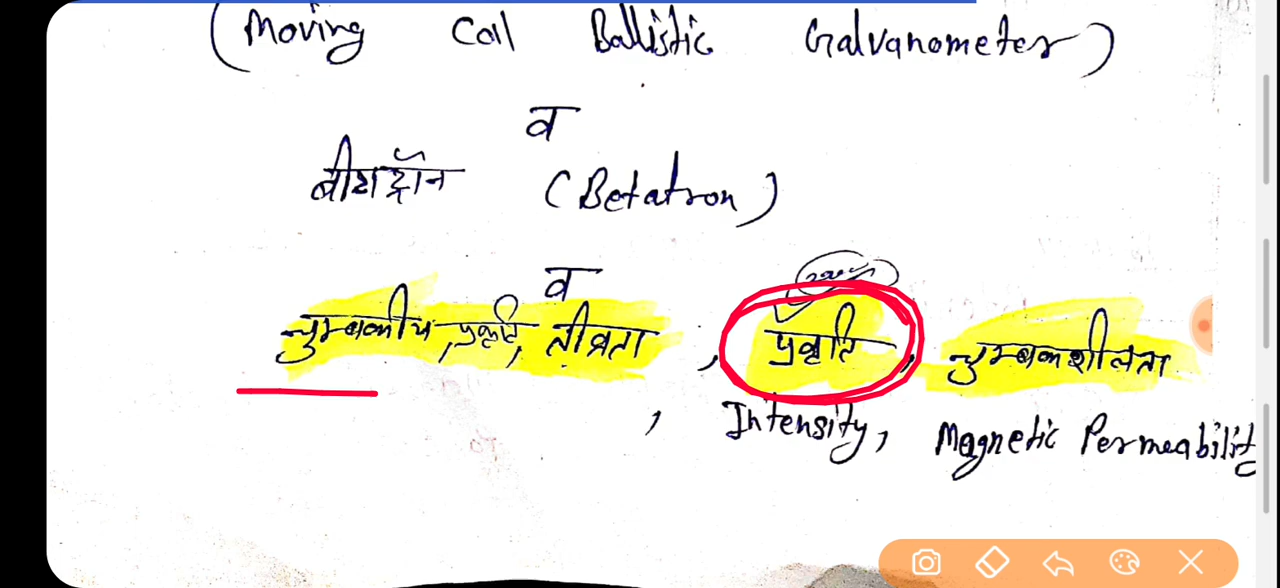 (Moving Coil Ballistic Galvanometer)
व
बीटाट्रॉन (Betatron)
व
चुम्बकीय, प्रवृत्ति, तीव्रता, प्रवृत्ति, चुम्बकशीलता
, Intensity, Magnetic Permeability